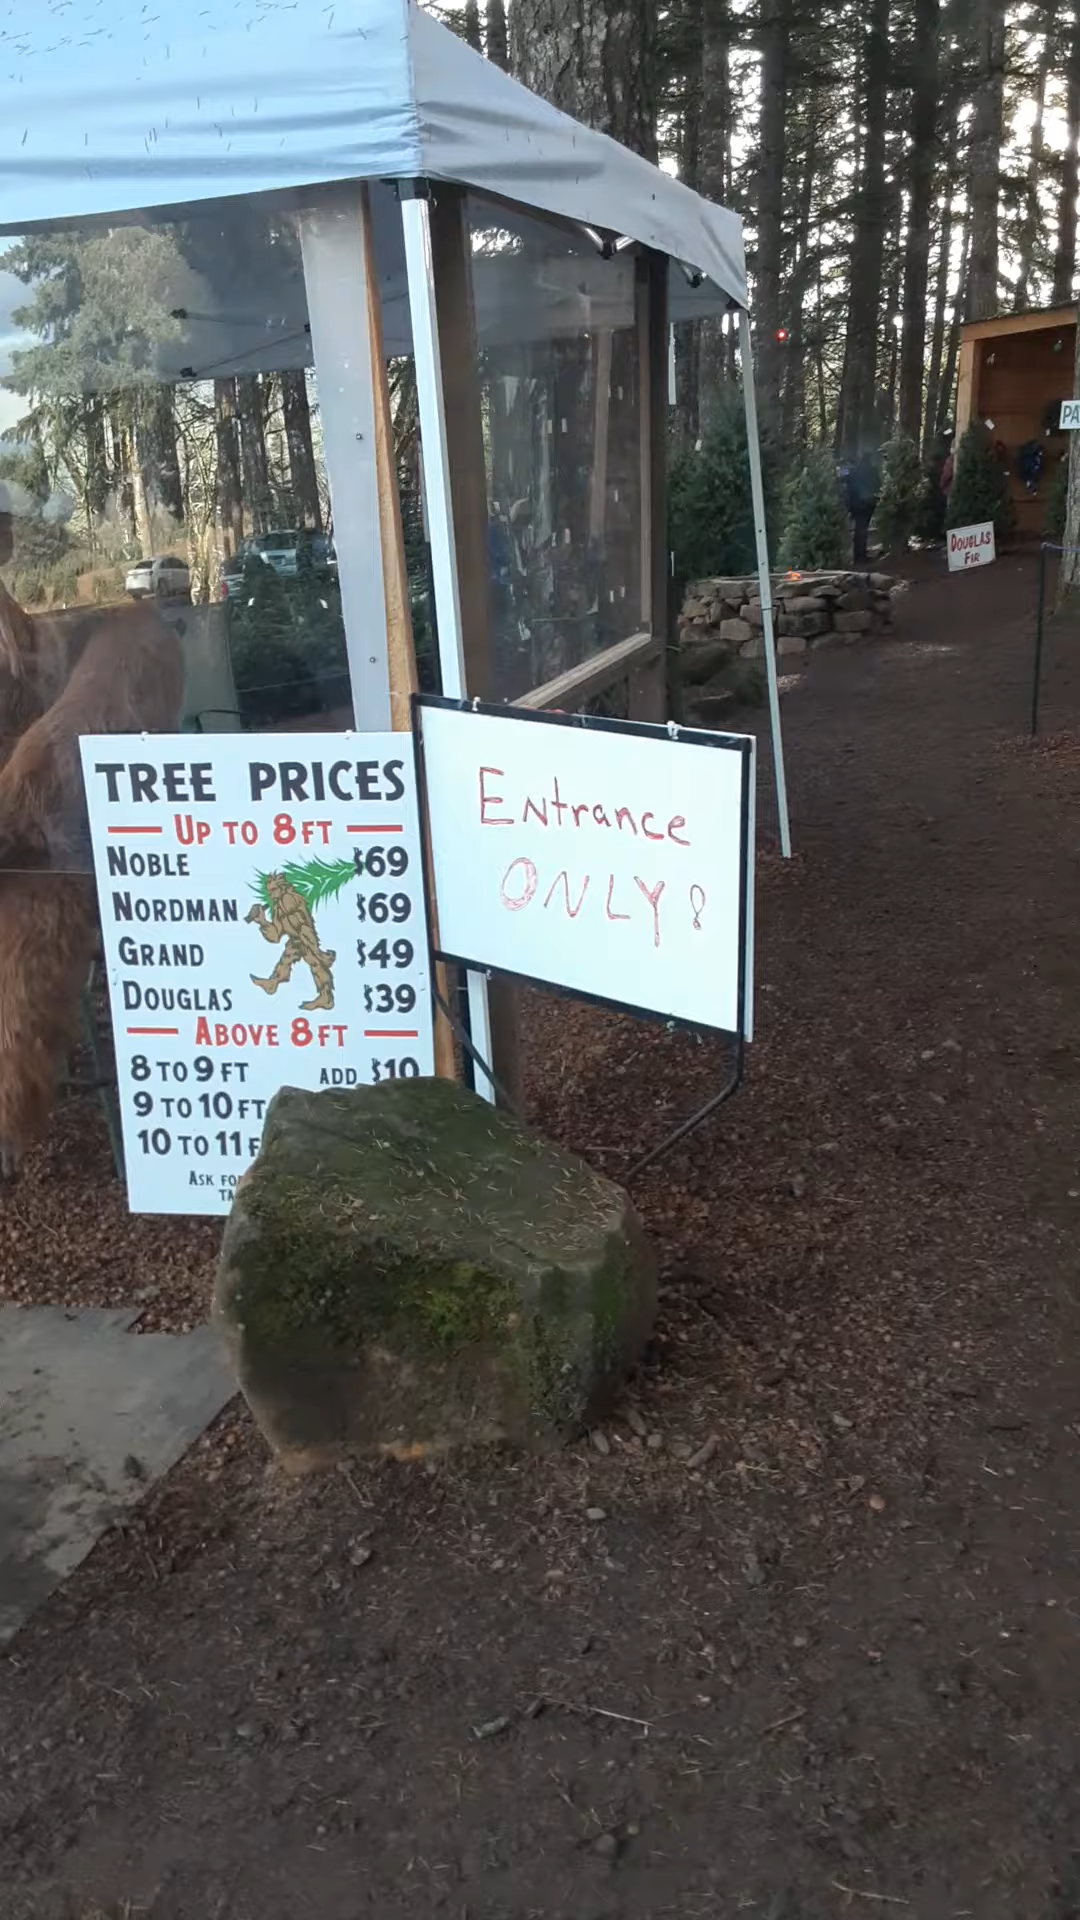 TREE PRICES
UP TO 8FT
NOBLE $69
NORDMAN $69
GRAND $49
DOUGLAS $39
ABOVE 8FT
8 TO 9 FT ADD $10
9 TO 10 FT
10 TO 11
ASK
Entrance
ONLY!
DOUGLAS
FIR